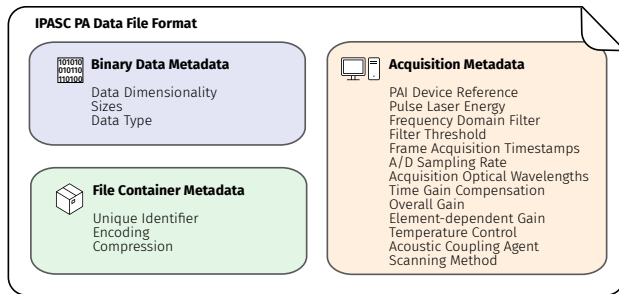 IPASC PA Data File Format
101010
010110
110100
Binary Data Metadata
Data Dimensionality
Sizes
Data Type
File Container Metadata
Unique Identifier
Encoding
Compression
Acquisition Metadata
PAI Device Reference
Pulse Laser Energy
Frequency Domain Filter
Filter Threshold
Frame Acquisition Timestamps
A/D Sampling Rate
Acquisition Optical Wavelengths
Time Gain Compensation
Overall Gain
Element-dependent Gain
Temperature Control
Acoustic Coupling Agent
Scanning Method